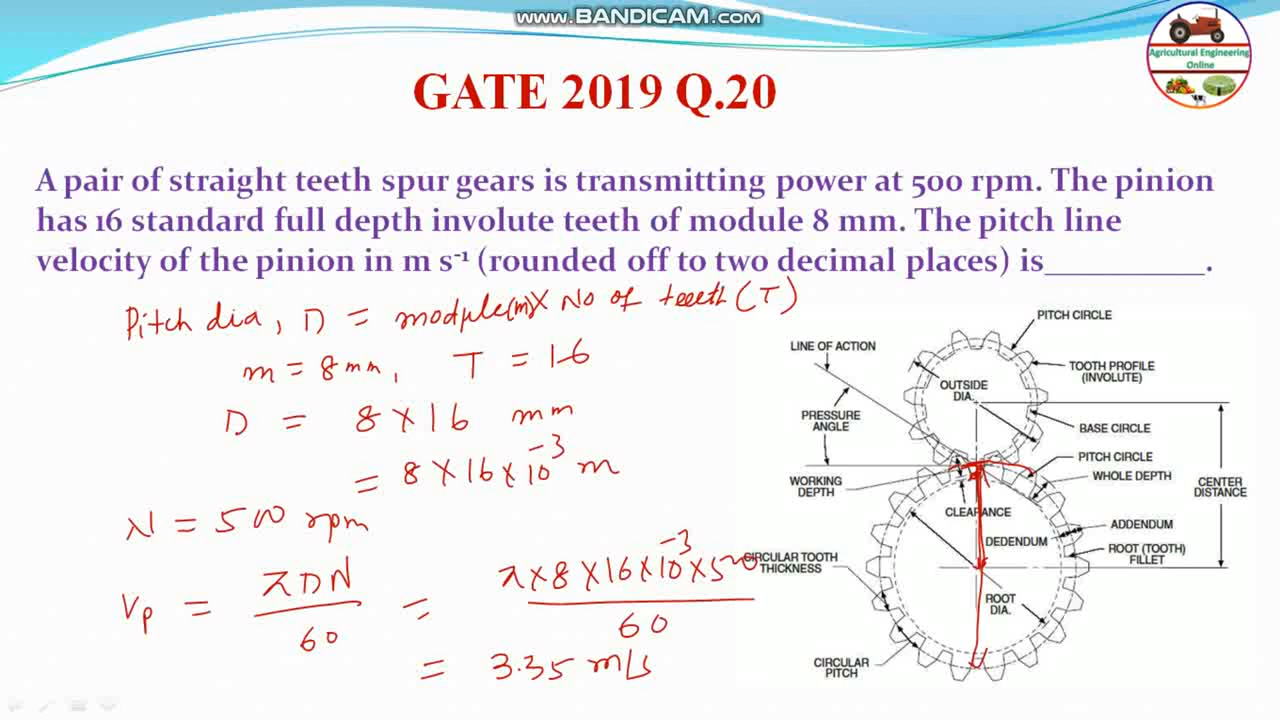 www.BANDICAM.com
Agricultural Engineering
Online
GATE 2019 Q.20
A pair of straight teeth spur gears is transmitting power at 500 rpm. The pinion
has 16 standard full depth involute teeth of module 8 mm. The pitch line
velocity of the pinion in m s⁻¹ (rounded off to two decimal places) is__________.
Pitch dia, D = module(m) X No of teeth (T)
m = 8 mm, T = 16
D = 8 X 16 mm
= 8 X 16 X 10⁻³ m
N = 500 rpm
Vp = πDN / 60 = π X 8 X 16 X 10⁻³ X 500 / 60
= 3.35 m/s
PITCH CIRCLE
LINE OF ACTION
TOOTH PROFILE
(INVOLUTE)
OUTSIDE
DIA.
PRESSURE
ANGLE
BASE CIRCLE
PITCH CIRCLE
WHOLE DEPTH
WORKING
DEPTH
CENTER
DISTANCE
CLEARANCE
ADDENDUM
DEDENDUM
ROOT (TOOTH)
FILLET
CIRCULAR TOOTH
THICKNESS
ROOT
DIA.
CIRCULAR
PITCH